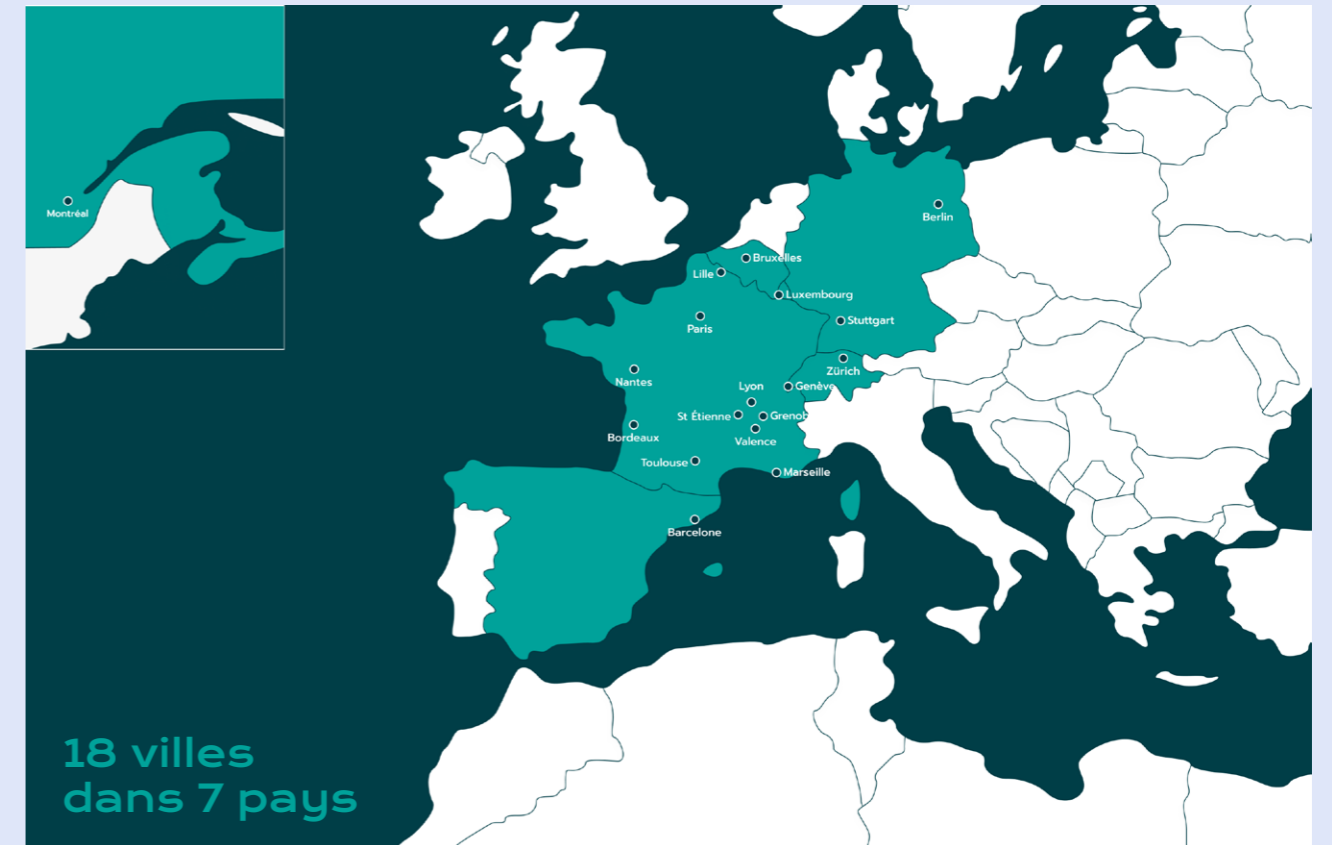 Montréal
Berlin
Bruxelles
Lille
Luxembourg
Paris
Stuttgart
Zürich
Nantes
Lyon
Genève
St Étienne
Grenob
Bordeaux
Valence
Toulouse
Marseille
Barcelone
18 villes
dans 7 pays